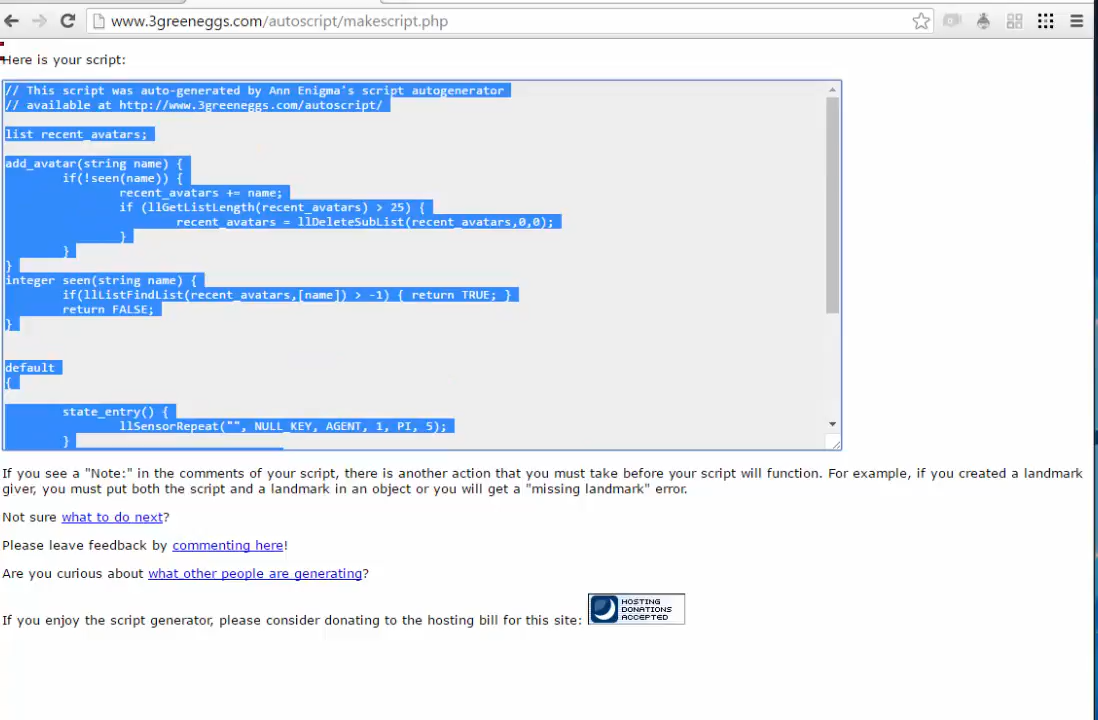 www.3greeneggs.com/autoscript/makescript.php
Here is your script:
// This script was auto-generated by Ann Enigma's script autogenerator
// available at http://www.3greeneggs.com/autoscript/
list recent_avatars;
add_avatar(string name) {
if(!seen(name)) {
recent_avatars += name;
if (llGetListLength(recent_avatars) > 25) {
recent_avatars = llDeleteSubList(recent_avatars,0,0);
}
}
}
integer seen(string name) {
if(llListFindList(recent_avatars,[name]) > -1) { return TRUE; }
return FALSE;
}
default
{
state_entry() {
llSensorRepeat("", NULL_KEY, AGENT, 1, PI, 5);
}
If you see a "Note:" in the comments of your script, there is another action that you must take before your script will function. For example, if you created a landmark
giver, you must put both the script and a landmark in an object or you will get a "missing landmark" error.
Not sure what to do next?
Please leave feedback by commenting here!
Are you curious about what other people are generating?
If you enjoy the script generator, please consider donating to the hosting bill for this site:
HOSTING
DONATIONS
ACCEPTED